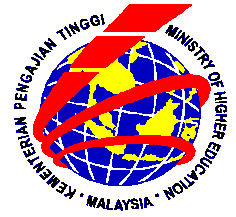 KEMENTERIAN PENGAJIAN TINGGI
MINISTRY OF HIGHER EDUCATION
• MALAYSIA •